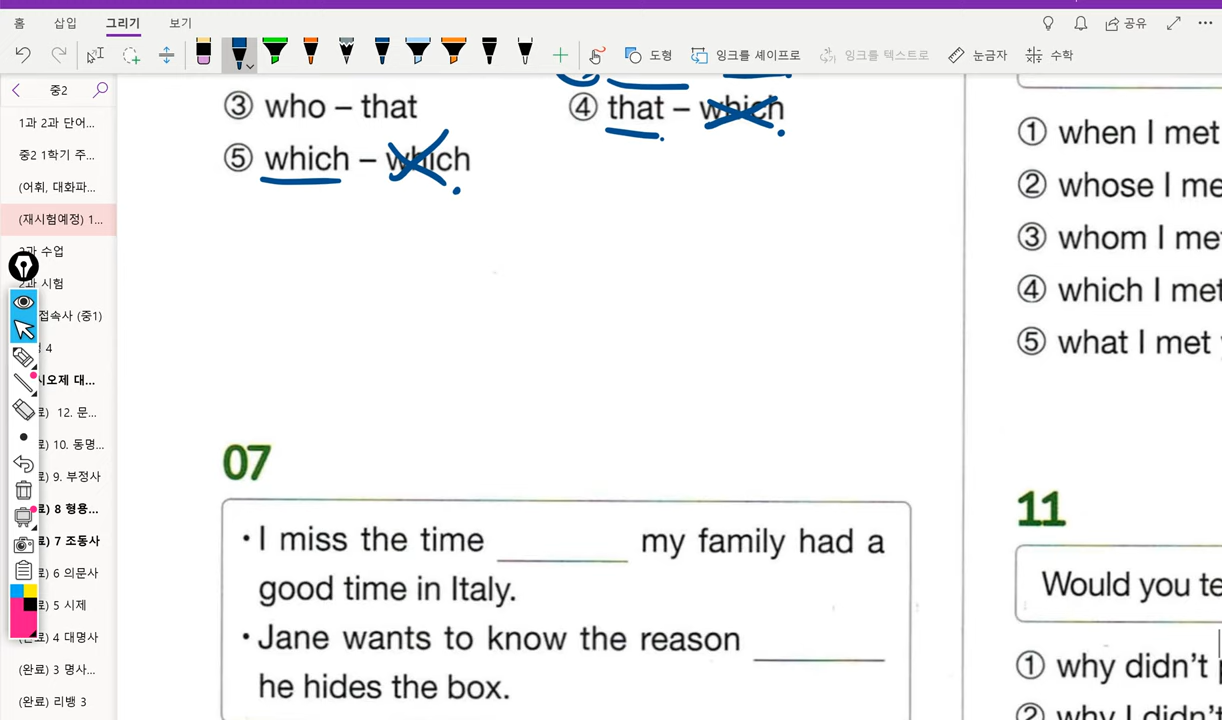 홈 삽입 그리기 보기
공유
도형 잉크를 셰이프로 잉크를 텍스트로 눈금자 수학
중2
1과 2과 단어...
중2 1학기 주...
(어휘, 대화파...
(재시험예정) 1...
2과 수업
2과 시험
접속사 (중1)
4
시오제 대...
료) 12. 문...
료) 10. 동명...
료) 9. 부정사
료) 8 형용...
료) 7 조동사
료) 6 의문사
료) 5 시제
(완료) 4 대명사
(완료) 3 명사...
(완료) 리뱅 3
③ who – that ④ that – which
⑤ which – which
07
• I miss the time ________ my family had a
good time in Italy.
• Jane wants to know the reason ________
he hides the box.
① when I met
② whose I me
③ whom I me
④ which I met
⑤ what I met
11
Would you te
① why didn't
② why I didn't